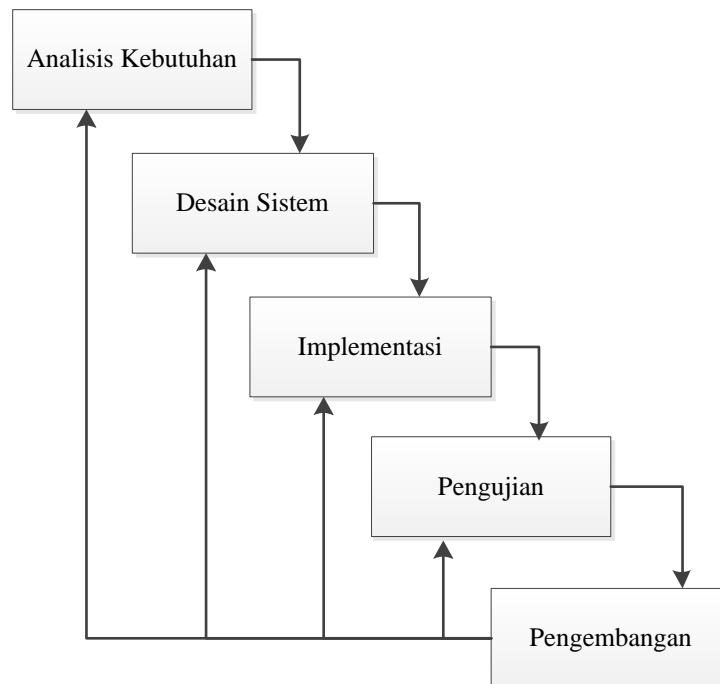 Analisis Kebutuhan
Desain Sistem
Implementasi
Pengujian
Pengembangan